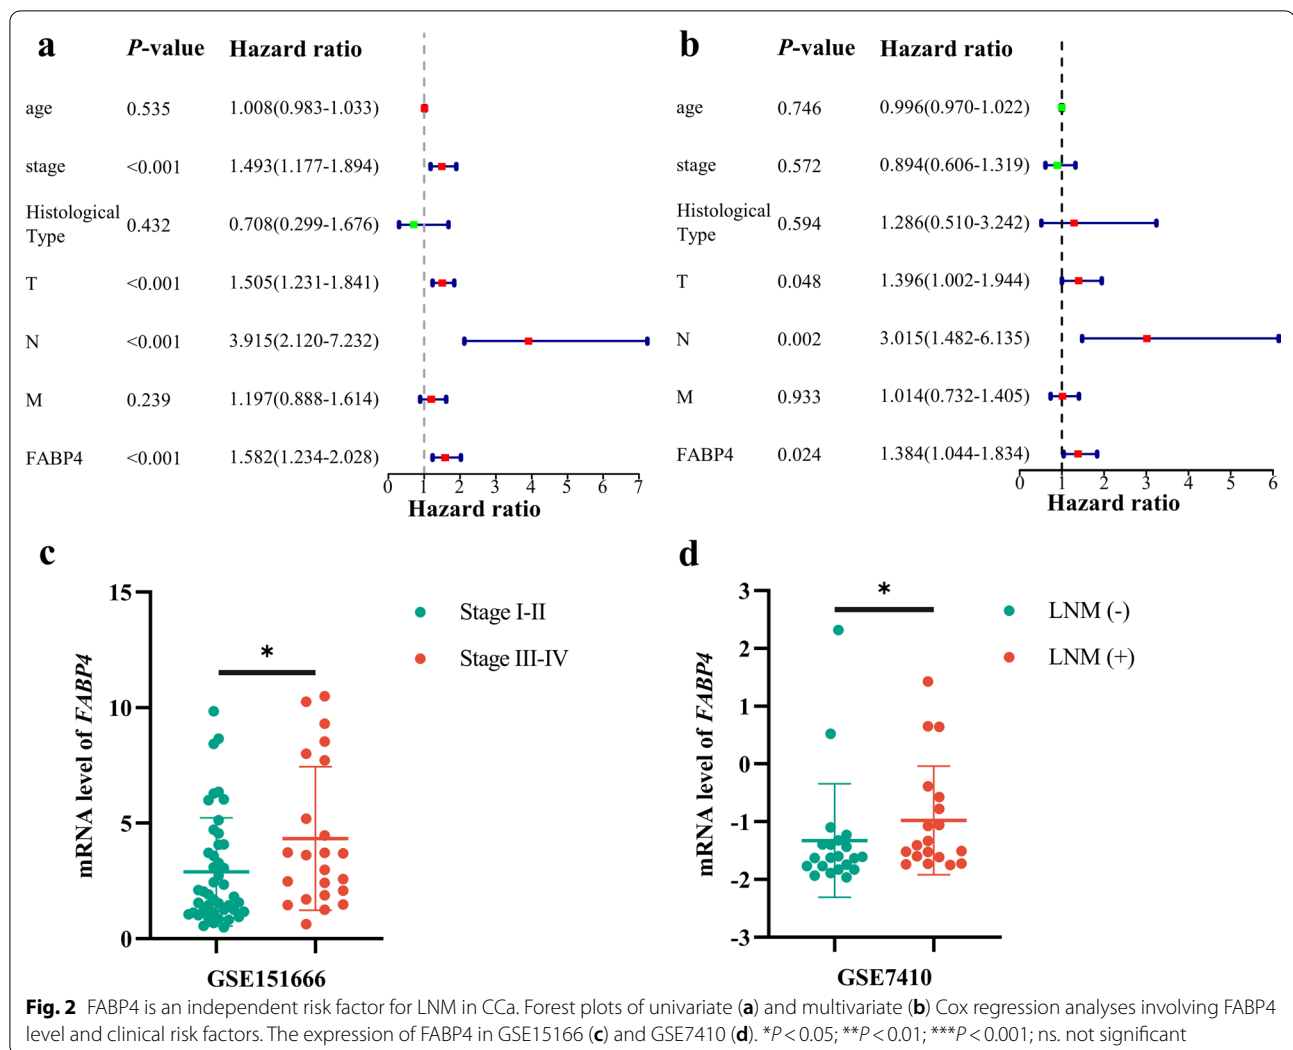 a
P-value Hazard ratio
age 0.535 1.008(0.983-1.033)
stage <0.001 1.493(1.177-1.894)
Histological
Type 0.432 0.708(0.299-1.676)
T <0.001 1.505(1.231-1.841)
N <0.001 3.915(2.120-7.232)
M 0.239 1.197(0.888-1.614)
FABP4 <0.001 1.582(1.234-2.028)
0 1 2 3 4 5 6 7
Hazard ratio
b
P-value Hazard ratio
age 0.746 0.996(0.970-1.022)
stage 0.572 0.894(0.606-1.319)
Histological
Type 0.594 1.286(0.510-3.242)
T 0.048 1.396(1.002-1.944)
N 0.002 3.015(1.482-6.135)
M 0.933 1.014(0.732-1.405)
FABP4 0.024 1.384(1.044-1.834)
0 1 2 3 4 5 6
Hazard ratio
c
15
10
5
0
mRNA level of FABP4
*
Stage I-II
Stage III-IV
GSE151666
d
3
2
1
0
-1
-2
-3
mRNA level of FABP4
*
LNM (-)
LNM (+)
GSE7410
Fig. 2 FABP4 is an independent risk factor for LNM in CCa. Forest plots of univariate (a) and multivariate (b) Cox regression analyses involving FABP4
level and clinical risk factors. The expression of FABP4 in GSE15166 (c) and GSE7410 (d). *P < 0.05; **P < 0.01; ***P < 0.001; ns. not significant